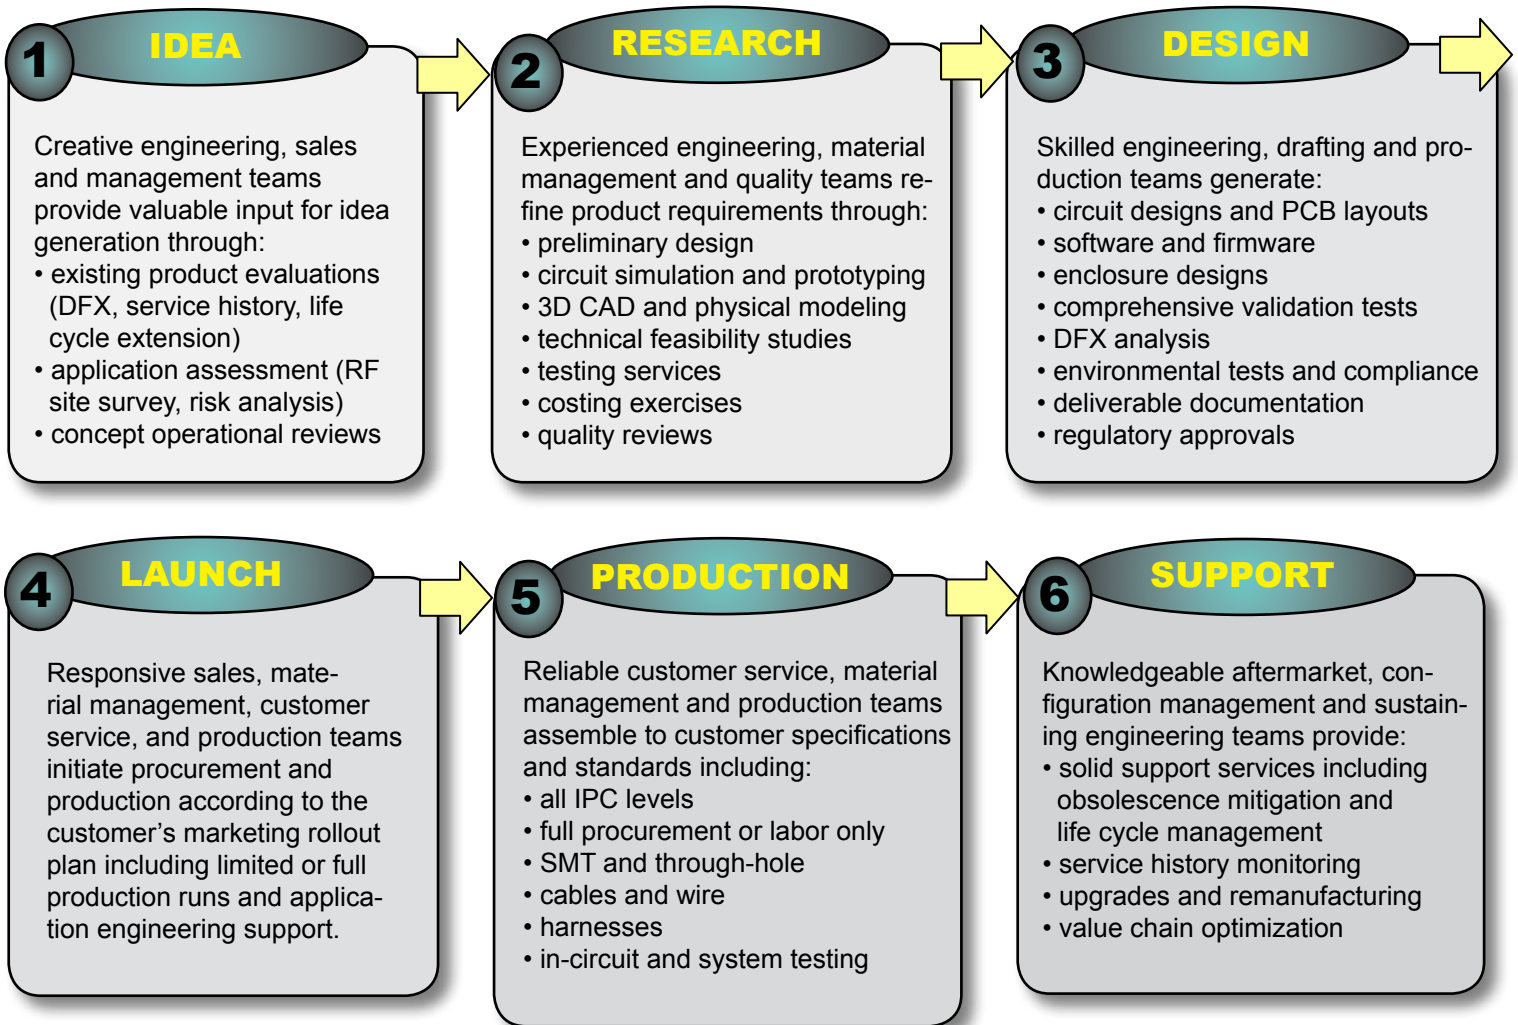 1
IDEA
Creative engineering, sales
and management teams
provide valuable input for idea
generation through:
• existing product evaluations
(DFX, service history, life
cycle extension)
• application assessment (RF
site survey, risk analysis)
• concept operational reviews
2
RESEARCH
Experienced engineering, material
management and quality teams re-
fine product requirements through:
• preliminary design
• circuit simulation and prototyping
• 3D CAD and physical modeling
• technical feasibility studies
• testing services
• costing exercises
• quality reviews
3
DESIGN
Skilled engineering, drafting and pro-
duction teams generate:
• circuit designs and PCB layouts
• software and firmware
• enclosure designs
• comprehensive validation tests
• DFX analysis
• environmental tests and compliance
• deliverable documentation
• regulatory approvals
4
LAUNCH
Responsive sales, mate-
rial management, customer
service, and production teams
initiate procurement and
production according to the
customer’s marketing rollout
plan including limited or full
production runs and applica-
tion engineering support.
5
PRODUCTION
Reliable customer service, material
management and production teams
assemble to customer specifications
and standards including:
• all IPC levels
• full procurement or labor only
• SMT and through-hole
• cables and wire
• harnesses
• in-circuit and system testing
6
SUPPORT
Knowledgeable aftermarket, con-
figuration management and sustain-
ing engineering teams provide:
• solid support services including
obsolescence mitigation and
life cycle management
• service history monitoring
• upgrades and remanufacturing
• value chain optimization